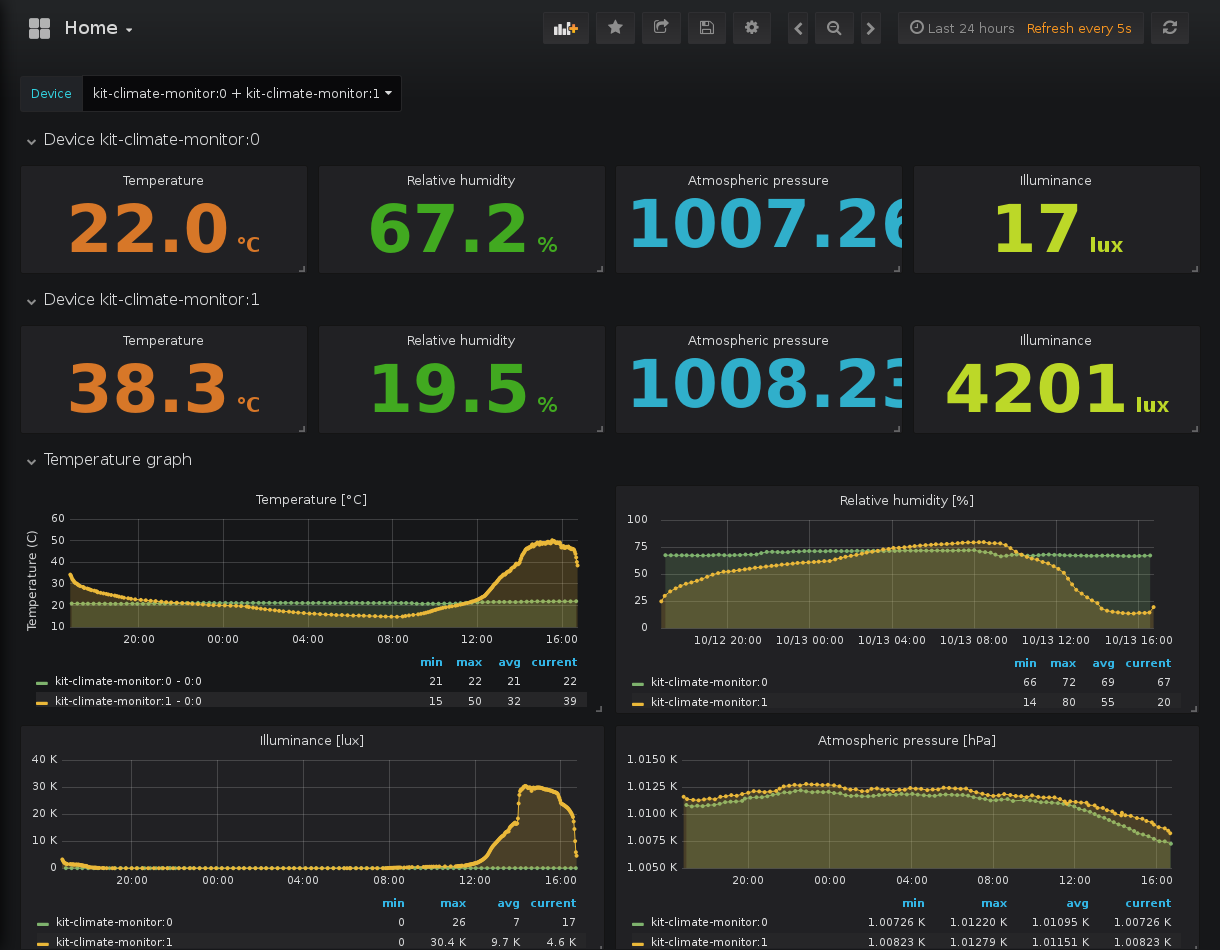 Home
Last 24 hours Refresh every 5s
Device kit-climate-monitor:0 + kit-climate-monitor:1
Device kit-climate-monitor:0
Temperature Relative humidity Atmospheric pressure Illuminance
22.0 °C 67.2 % 1007.26 17 lux
Device kit-climate-monitor:1
Temperature Relative humidity Atmospheric pressure Illuminance
38.3 °C 19.5 % 1008.23 4201 lux
Temperature graph
Temperature [°C]
Temperature (C)
60
50
40
30
20
10
20:00 00:00 04:00 08:00 12:00 16:00
min max avg current
kit-climate-monitor:0 - 0:0 21 22 21 22
kit-climate-monitor:1 - 0:0 15 50 32 39
Relative humidity [%]
100
75
50
25
0
10/12 20:00 10/13 00:00 10/13 04:00 10/13 08:00 10/13 12:00 10/13 16:00
min max avg current
kit-climate-monitor:0 66 72 69 67
kit-climate-monitor:1 14 80 55 20
Illuminance [lux]
40 K
30 K
20 K
10 K
0
20:00 00:00 04:00 08:00 12:00 16:00
min max avg current
kit-climate-monitor:0 0 26 7 17
kit-climate-monitor:1 0 30.4 K 9.7 K 4.6 K
Atmospheric pressure [hPa]
1.0150 K
1.0125 K
1.0100 K
1.0075 K
1.0050 K
20:00 00:00 04:00 08:00 12:00 16:00
min max avg current
kit-climate-monitor:0 1.00726 K 1.01220 K 1.01095 K 1.00726 K
kit-climate-monitor:1 1.00823 K 1.01279 K 1.01151 K 1.00823 K